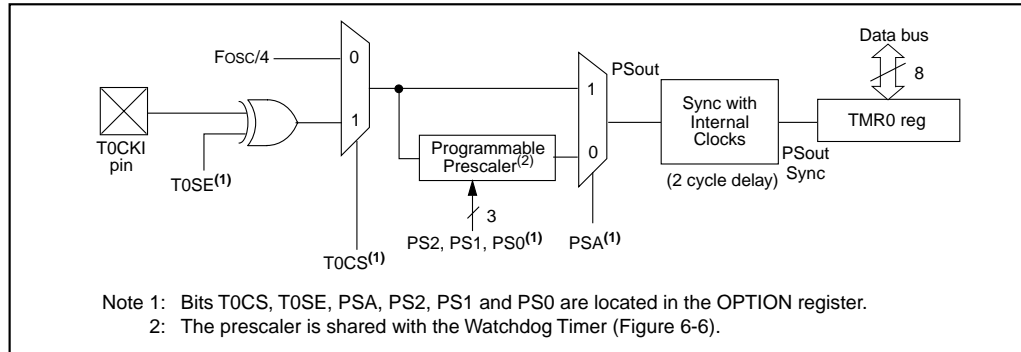 Data bus
FOSC/4
0
8
PSout
1
Sync with
Internal
Clocks
1
TMR0 reg
T0CKI
pin
Programmable
Prescaler(2)
0
PSout
Sync
T0SE(1)
(2 cycle delay)
3
PS2, PS1, PS0(1)
PSA(1)
T0CS(1)
Note 1: Bits T0CS, T0SE, PSA, PS2, PS1 and PS0 are located in the OPTION register.
2: The prescaler is shared with the Watchdog Timer (Figure 6-6).